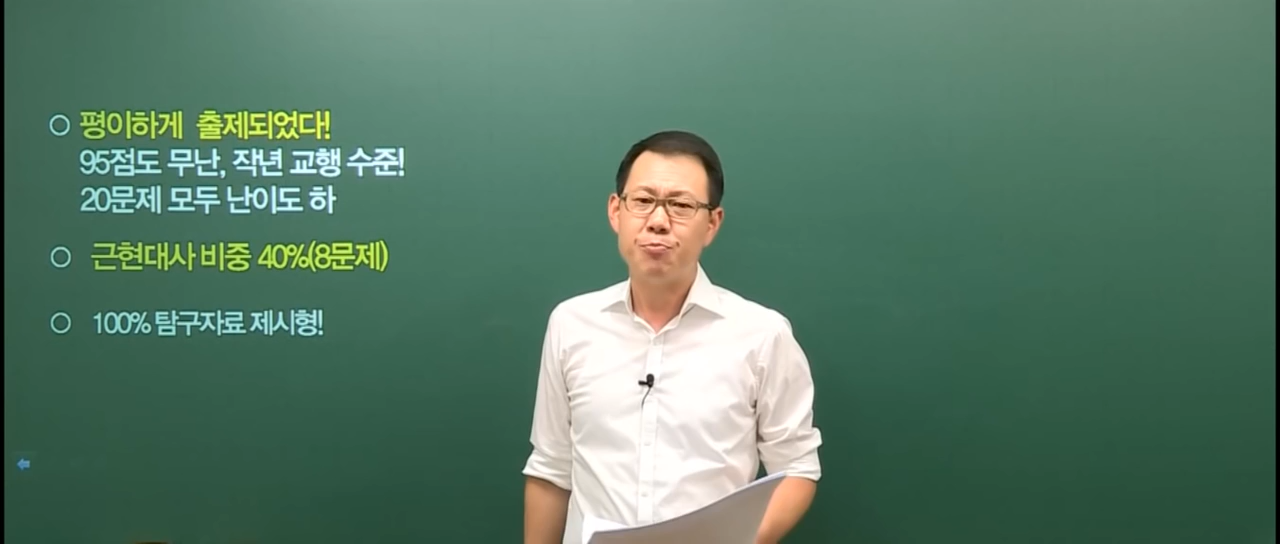 ○ 평이하게 출제되었다!
95점도 무난, 작년 교행 수준!
20문제 모두 난이도 하
○ 근현대사 비중 40%(8문제)
○ 100% 탐구자료 제시형!